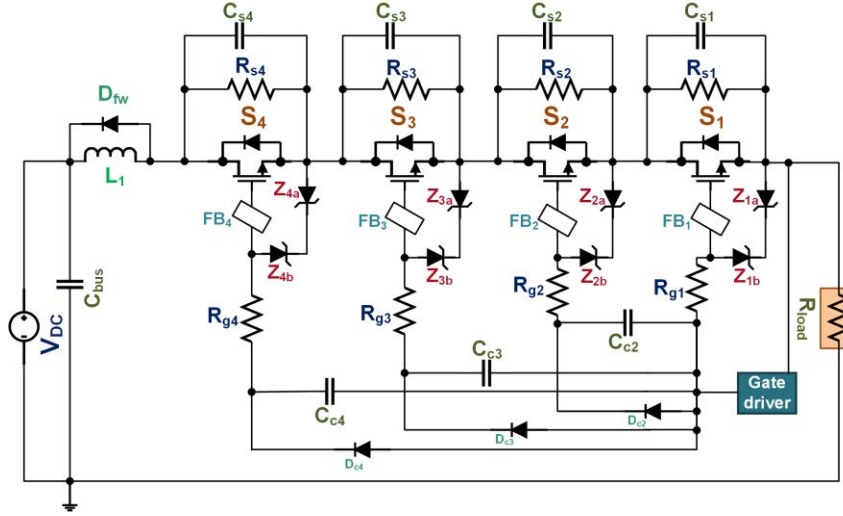 Cs4
Cs3
Cs2
Cs1
Rs4
Rs3
Rs2
Rs1
Dfw
S4
S3
S2
S1
L1
Z4a
Z3a
Z2a
Z1a
FB4
FB3
FB2
FB1
Z4b
Z3b
Z2b
Z1b
Cbus
Rg4
Rg3
Rg2
Rg1
Rload
VDC
Cc2
Cc3
Cc4
Gate
driver
Dc2
Dc3
Dc4